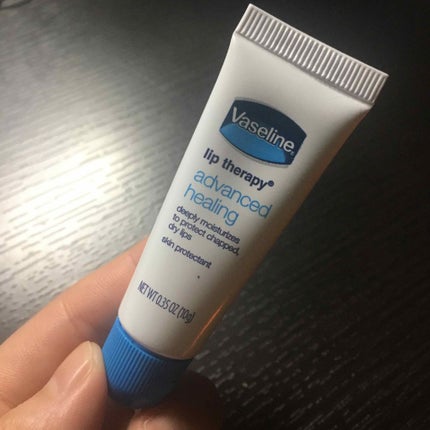 Vaseline®
lip therapy®
advanced
healing
deeply moisturizes
to protect chapped,
dry lips
skin protectant
NET WT 0.35 OZ (10g)